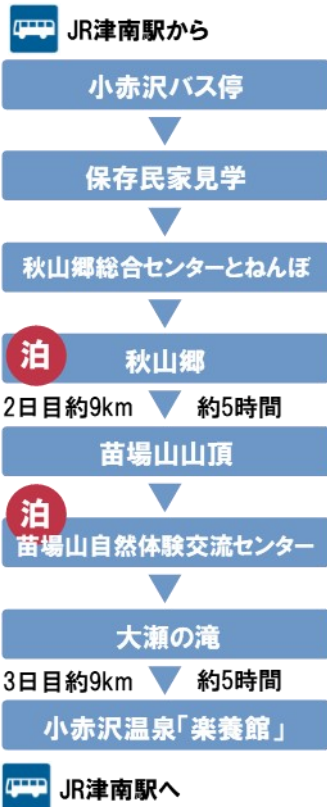 JR津南駅から
小赤沢バス停
保存民家見学
秋山郷総合センターとねんぼ
泊
秋山郷
2日目約9km 約5時間
苗場山山頂
泊
苗場山自然体験交流センター
大瀬の滝
3日目約9km 約5時間
小赤沢温泉「楽養館」
JR津南駅へ